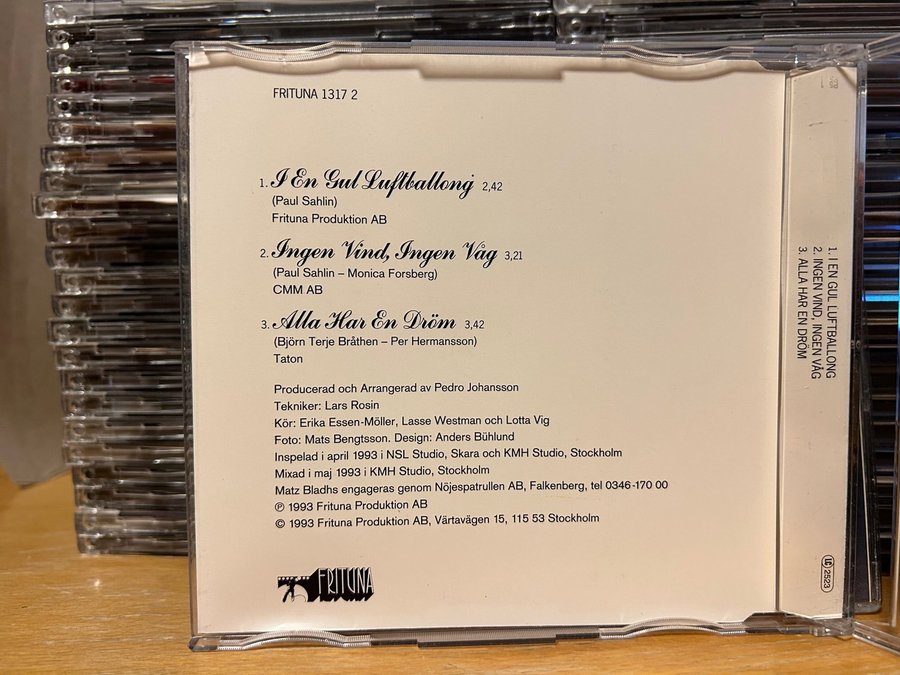 FRITUNA 1317 2
1. I En Gul Luftballong 2,42
(Paul Sahlin)
Frituna Produktion AB
2. Ingen Vind, Ingen Våg 3,21
(Paul Sahlin – Monica Forsberg)
CMM AB
3. Alla Har En Dröm 3,42
(Björn Terje Bråthen – Per Hermansson)
Taton
Producerad och Arrangerad av Pedro Johansson
Tekniker: Lars Rosin
Kör: Erika Essen-Möller, Lasse Westman och Lotta Vig
Foto: Mats Bengtsson. Design: Anders Bühlund
Inspelad i april 1993 i NSL Studio, Skara och KMH Studio, Stockholm
Mixad i maj 1993 i KMH Studio, Stockholm
Matz Bladhs engageras genom Nöjespatrullen AB, Falkenberg, tel 0346-170 00
℗ 1993 Frituna Produktion AB
© 1993 Frituna Produktion AB, Värtavägen 15, 115 53 Stockholm
FRITUNA
1. I EN GUL LUFTBALLONG
2. INGEN VIND, INGEN VÅG
3. ALLA HAR EN DRÖM
LC 2523